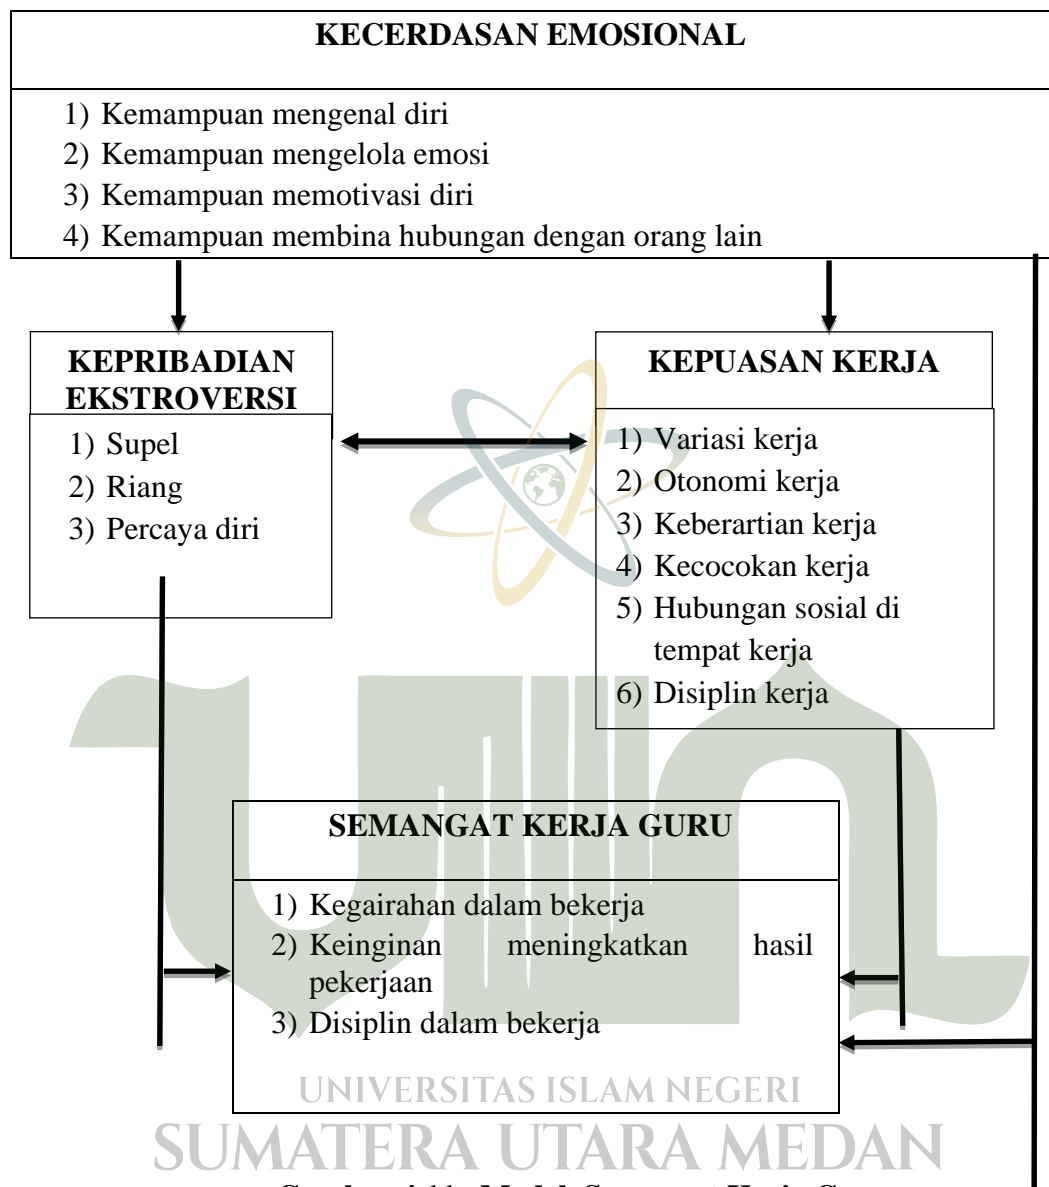 KECERDASAN EMOSIONAL
1) Kemampuan mengenal diri
2) Kemampuan mengelola emosi
3) Kemampuan memotivasi diri
4) Kemampuan membina hubungan dengan orang lain
KEPRIBADIAN
EKSTROVERSI
1) Supel
2) Riang
3) Percaya diri
KEPUASAN KERJA
1) Variasi kerja
2) Otonomi kerja
3) Keberartian kerja
4) Kecocokan kerja
5) Hubungan sosial di
tempat kerja
6) Disiplin kerja
SEMANGAT KERJA GURU
1) Kegairahan dalam bekerja
2) Keinginan meningkatkan hasil
pekerjaan
3) Disiplin dalam bekerja
UNIVERSITAS ISLAM NEGERI
SUMATERA UTARA MEDAN